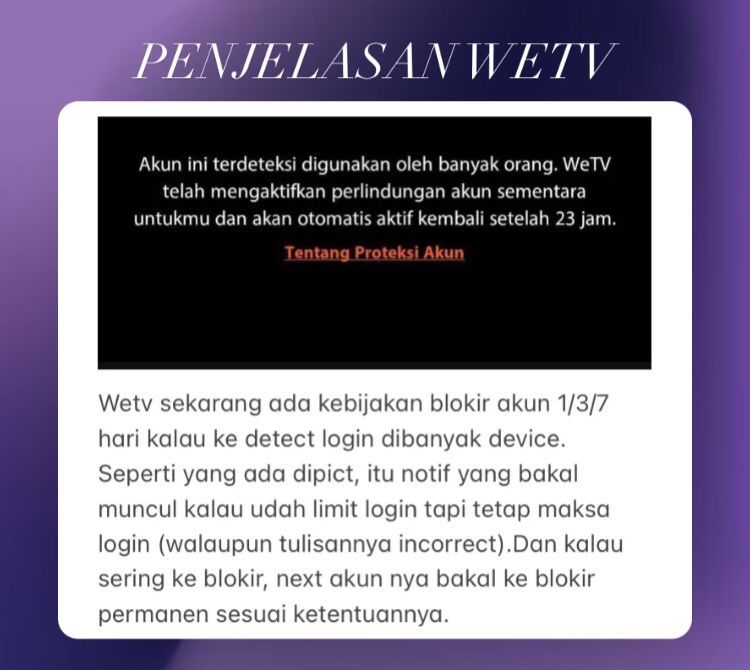 PENJELASAN WETV
Akun ini terdeteksi digunakan oleh banyak orang. WeTV
telah mengaktifkan perlindungan akun sementara
untukmu dan akan otomatis aktif kembali setelah 23 jam.
Tentang Proteksi Akun
Wetv sekarang ada kebijakan blokir akun 1/3/7
hari kalau ke detect login dibanyak device.
Seperti yang ada dipict, itu notif yang bakal
muncul kalau udah limit login tapi tetap maksa
login (walaupun tulisannya incorrect).Dan kalau
sering ke blokir, next akun nya bakal ke blokir
permanen sesuai ketentuannya.